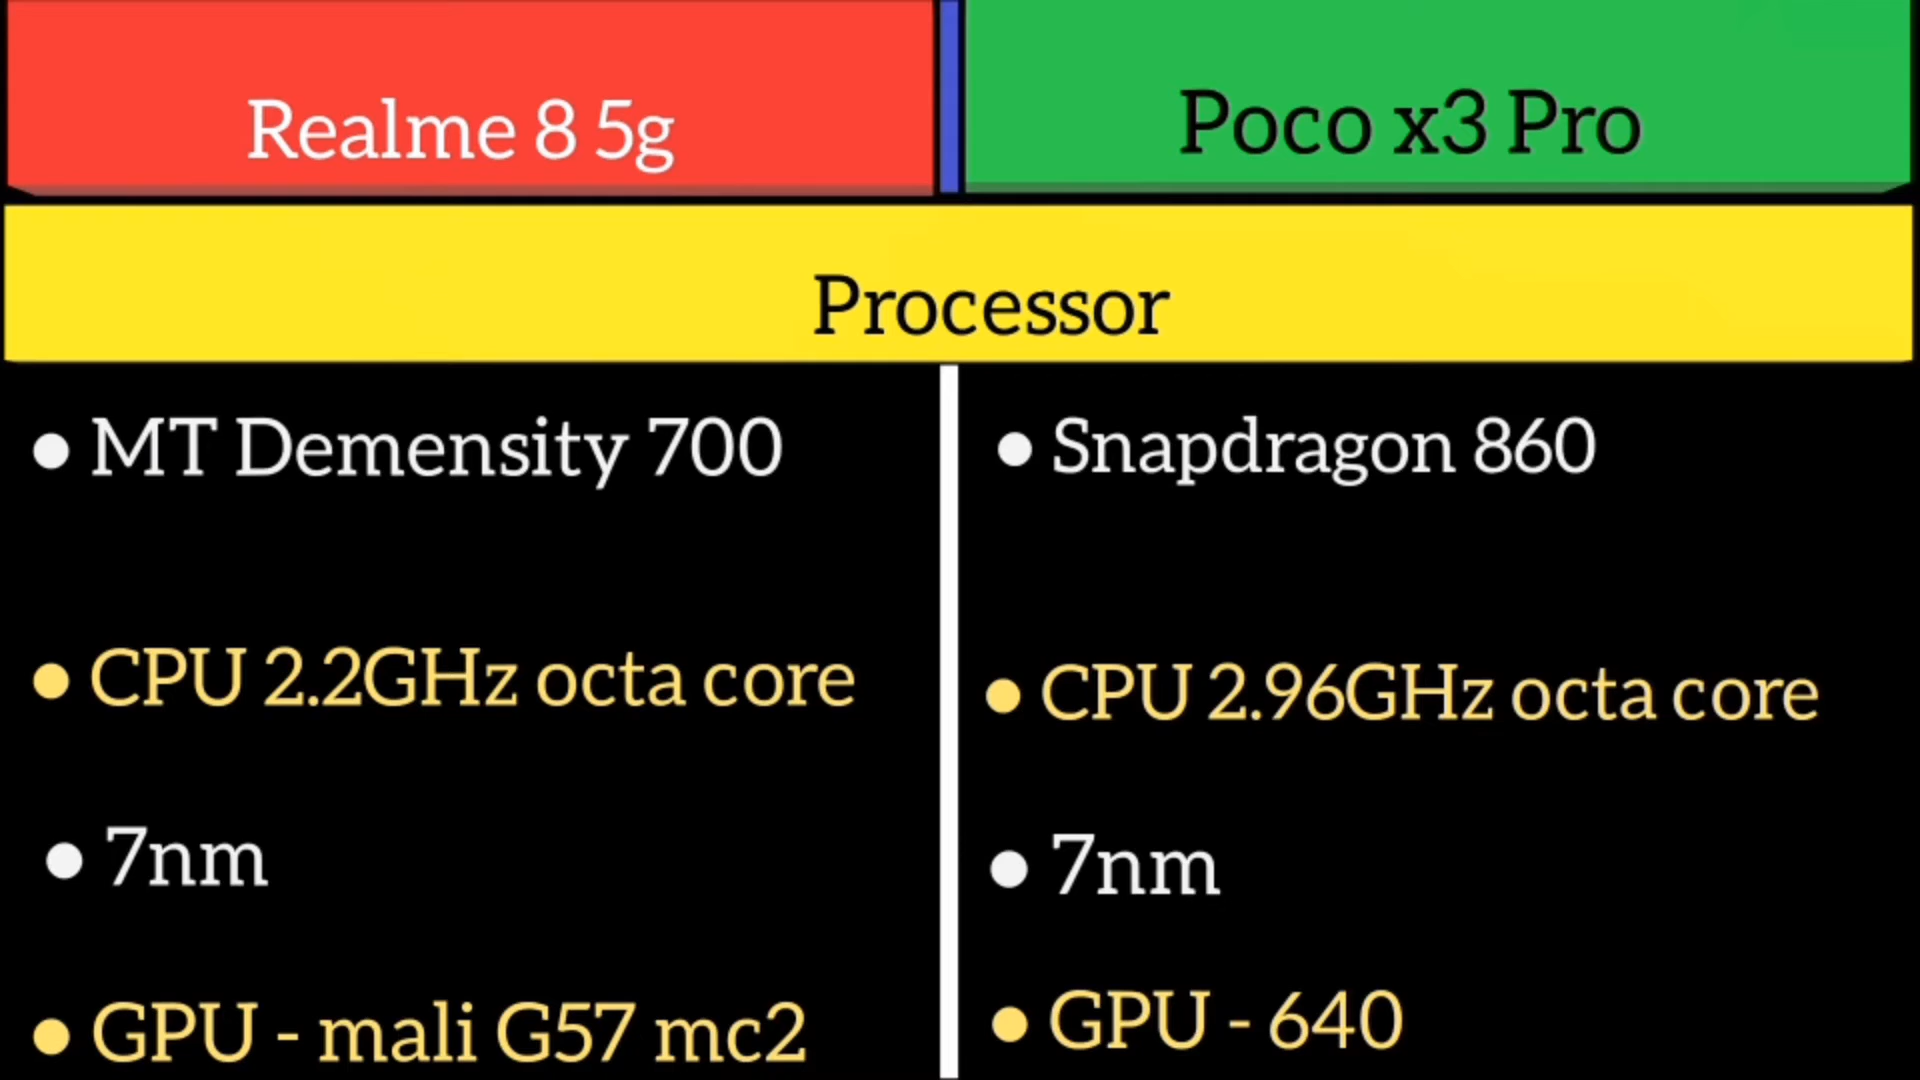 Realme 8 5g
Poco x3 Pro
Processor
• MT Demensity 700
• Snapdragon 860
• CPU 2.2GHz octa core
• CPU 2.96GHz octa core
• 7nm
• 7nm
• GPU - mali G57 mc2
• GPU - 640